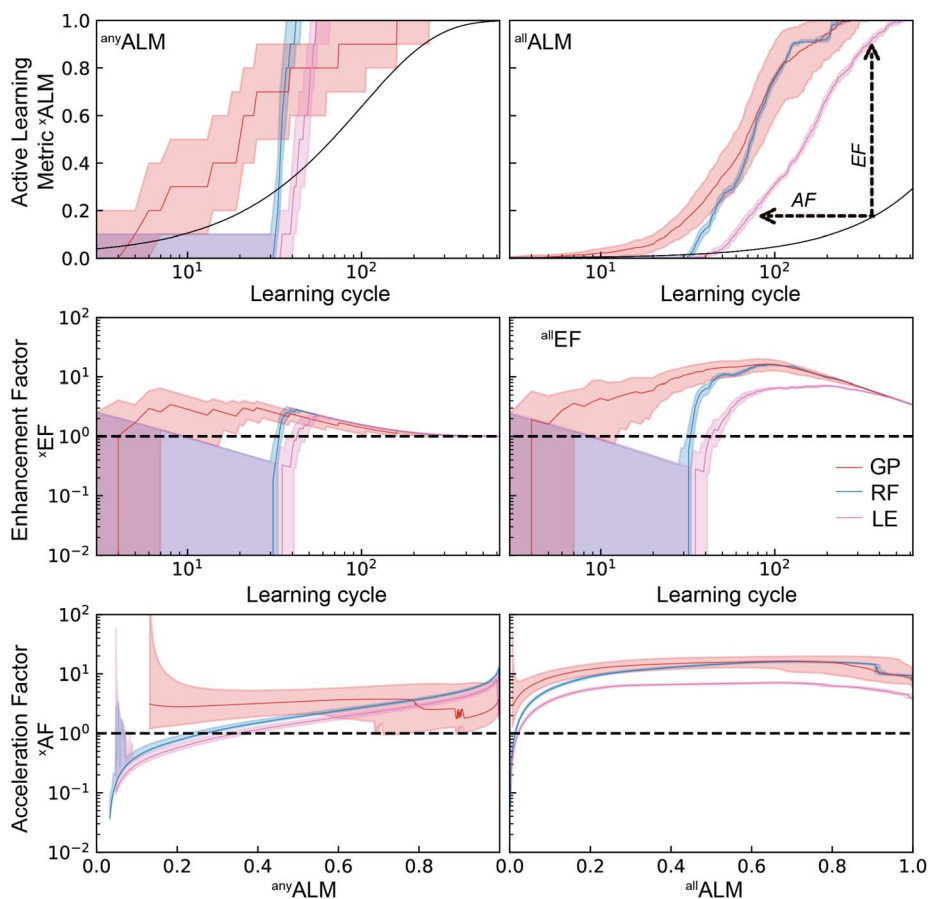 anyALM
allALM
Active Learning
Metric xALM
1.0
0.8
0.6
0.4
0.2
0.0
EF
AF
10¹ 10² 10¹ 10²
Learning cycle Learning cycle
allEF
Enhancement Factor
xEF
10²
10¹
10⁰
10⁻¹
10⁻²
GP
RF
LE
10¹ 10² 10¹ 10²
Learning cycle Learning cycle
Acceleration Factor
xAF
10²
10¹
10⁰
10⁻¹
10⁻²
0.0 0.2 0.4 0.6 0.8 0.0 0.2 0.4 0.6 0.8 1.0
anyALM allALM